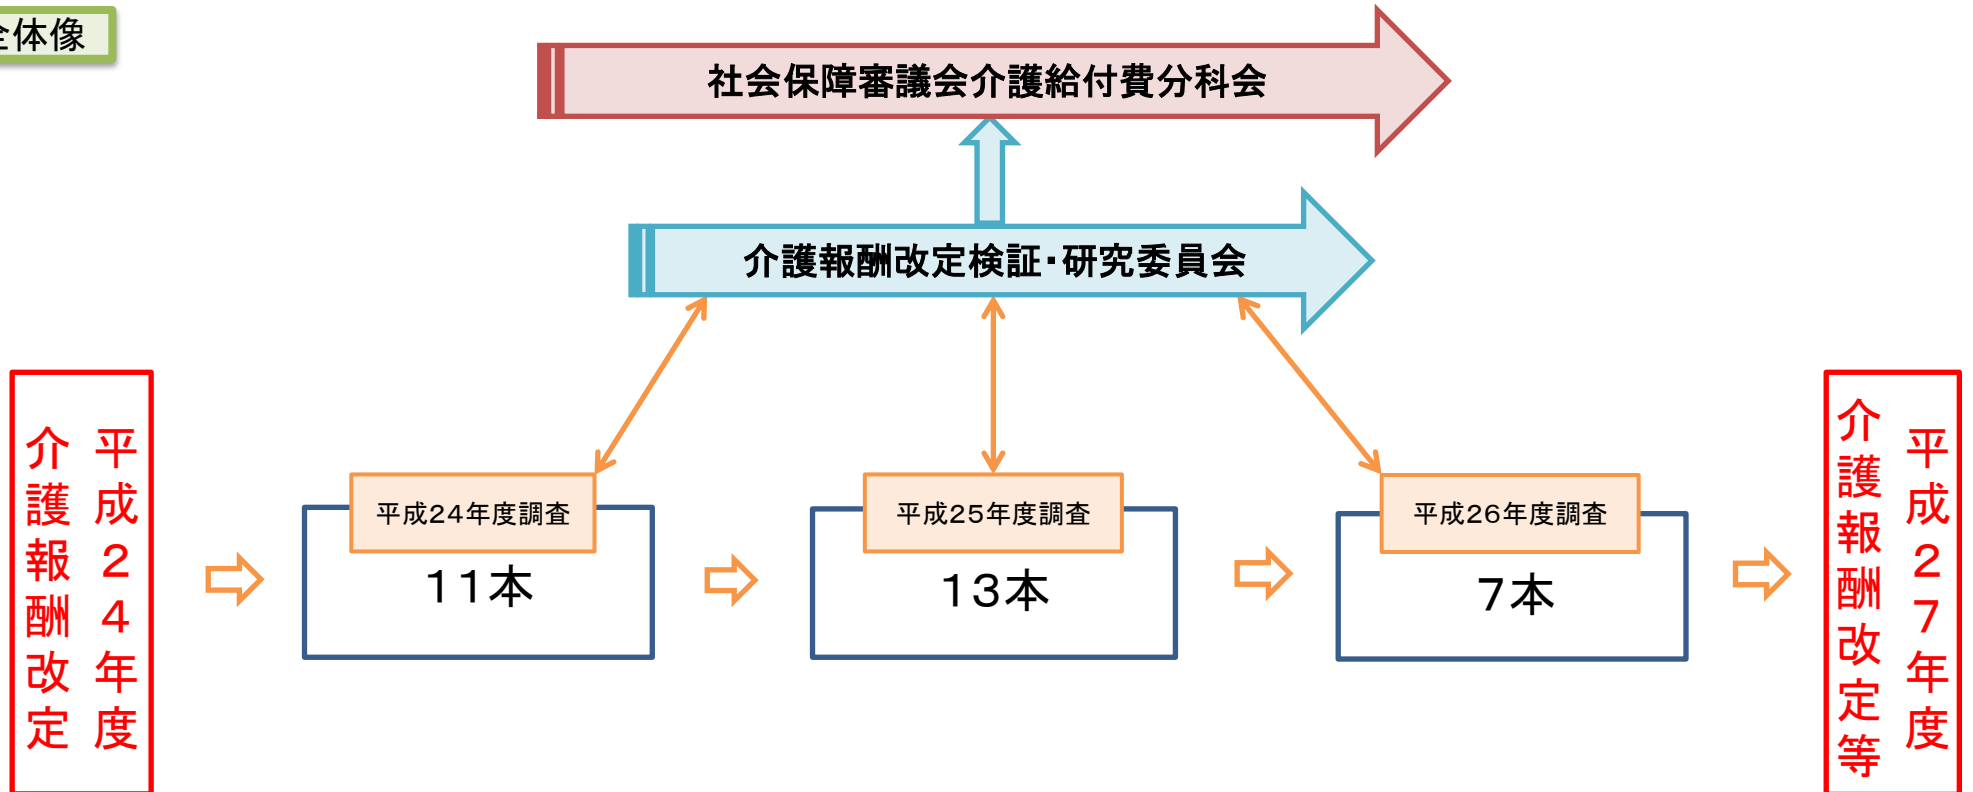 全体像
社会保障審議会介護給付費分科会
介護報酬改定検証・研究委員会
平成２４年度
介護報酬改定
平成２４年度調査
１１本
平成２５年度調査
１３本
平成２６年度調査
７本
平成２７年度
介護報酬改定等